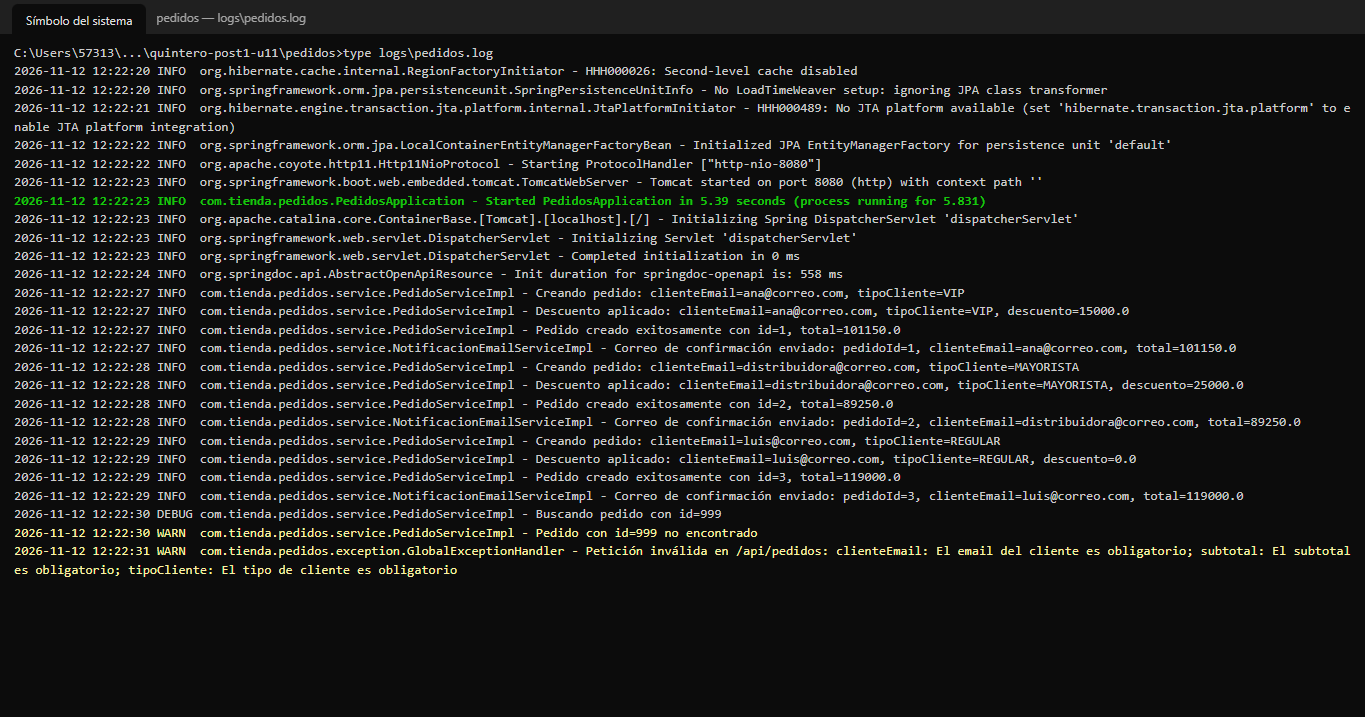 Símbolo del sistema
pedidos — logs\pedidos.log
C:\Users\57313\...\quintero-post1-u11\pedidos>type logs\pedidos.log
2026-11-12 12:22:20 INFO  org.hibernate.cache.internal.RegionFactoryInitiator - HHH000026: Second-level cache disabled
2026-11-12 12:22:20 INFO  org.springframework.orm.jpa.persistenceunit.SpringPersistenceUnitInfo - No LoadTimeWeaver setup: ignoring JPA class transformer
2026-11-12 12:22:21 INFO  org.hibernate.engine.transaction.jta.platform.internal.JtaPlatformInitiator - HHH000489: No JTA platform available (set 'hibernate.transaction.jta.platform' to e
nable JTA platform integration)
2026-11-12 12:22:22 INFO  org.springframework.orm.jpa.LocalContainerEntityManagerFactoryBean - Initialized JPA EntityManagerFactory for persistence unit 'default'
2026-11-12 12:22:22 INFO  org.apache.coyote.http11.Http11NioProtocol - Starting ProtocolHandler ["http-nio-8080"]
2026-11-12 12:22:23 INFO  org.springframework.boot.web.embedded.tomcat.TomcatWebServer - Tomcat started on port 8080 (http) with context path ''
2026-11-12 12:22:23 INFO  com.tienda.pedidos.PedidosApplication - Started PedidosApplication in 5.39 seconds (process running for 5.831)
2026-11-12 12:22:23 INFO  org.apache.catalina.core.ContainerBase.[Tomcat].[localhost].[/] - Initializing Spring DispatcherServlet 'dispatcherServlet'
2026-11-12 12:22:23 INFO  org.springframework.web.servlet.DispatcherServlet - Initializing Servlet 'dispatcherServlet'
2026-11-12 12:22:23 INFO  org.springframework.web.servlet.DispatcherServlet - Completed initialization in 0 ms
2026-11-12 12:22:24 INFO  org.springdoc.api.AbstractOpenApiResource - Init duration for springdoc-openapi is: 558 ms
2026-11-12 12:22:27 INFO  com.tienda.pedidos.service.PedidoServiceImpl - Creando pedido: clienteEmail=ana@correo.com, tipoCliente=VIP
2026-11-12 12:22:27 INFO  com.tienda.pedidos.service.PedidoServiceImpl - Descuento aplicado: clienteEmail=ana@correo.com, tipoCliente=VIP, descuento=15000.0
2026-11-12 12:22:27 INFO  com.tienda.pedidos.service.PedidoServiceImpl - Pedido creado exitosamente con id=1, total=101150.0
2026-11-12 12:22:27 INFO  com.tienda.pedidos.service.NotificacionEmailServiceImpl - Correo de confirmación enviado: pedidoId=1, clienteEmail=ana@correo.com, total=101150.0
2026-11-12 12:22:28 INFO  com.tienda.pedidos.service.PedidoServiceImpl - Creando pedido: clienteEmail=distribuidora@correo.com, tipoCliente=MAYORISTA
2026-11-12 12:22:28 INFO  com.tienda.pedidos.service.PedidoServiceImpl - Descuento aplicado: clienteEmail=distribuidora@correo.com, tipoCliente=MAYORISTA, descuento=25000.0
2026-11-12 12:22:28 INFO  com.tienda.pedidos.service.PedidoServiceImpl - Pedido creado exitosamente con id=2, total=89250.0
2026-11-12 12:22:28 INFO  com.tienda.pedidos.service.NotificacionEmailServiceImpl - Correo de confirmación enviado: pedidoId=2, clienteEmail=distribuidora@correo.com, total=89250.0
2026-11-12 12:22:29 INFO  com.tienda.pedidos.service.PedidoServiceImpl - Creando pedido: clienteEmail=luis@correo.com, tipoCliente=REGULAR
2026-11-12 12:22:29 INFO  com.tienda.pedidos.service.PedidoServiceImpl - Descuento aplicado: clienteEmail=luis@correo.com, tipoCliente=REGULAR, descuento=0.0
2026-11-12 12:22:29 INFO  com.tienda.pedidos.service.PedidoServiceImpl - Pedido creado exitosamente con id=3, total=119000.0
2026-11-12 12:22:29 INFO  com.tienda.pedidos.service.NotificacionEmailServiceImpl - Correo de confirmación enviado: pedidoId=3, clienteEmail=luis@correo.com, total=119000.0
2026-11-12 12:22:30 DEBUG com.tienda.pedidos.service.PedidoServiceImpl - Buscando pedido con id=999
2026-11-12 12:22:30 WARN  com.tienda.pedidos.service.PedidoServiceImpl - Pedido con id=999 no encontrado
2026-11-12 12:22:31 WARN  com.tienda.pedidos.exception.GlobalExceptionHandler - Petición inválida en /api/pedidos: clienteEmail: El email del cliente es obligatorio; subtotal: El subtotal
es obligatorio; tipoCliente: El tipo de cliente es obligatorio